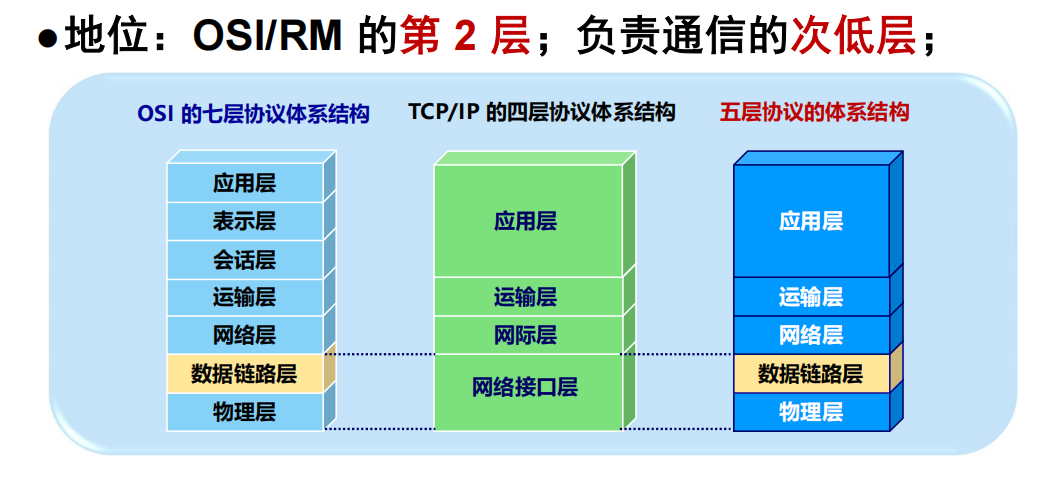 ●地位：OSI/RM 的第 2 层；负责通信的次低层；
OSI 的七层协议体系结构
应用层
表示层
会话层
运输层
网络层
数据链路层
物理层
TCP/IP 的四层协议体系结构
应用层
运输层
网际层
网络接口层
五层协议的体系结构
应用层
运输层
网络层
数据链路层
物理层